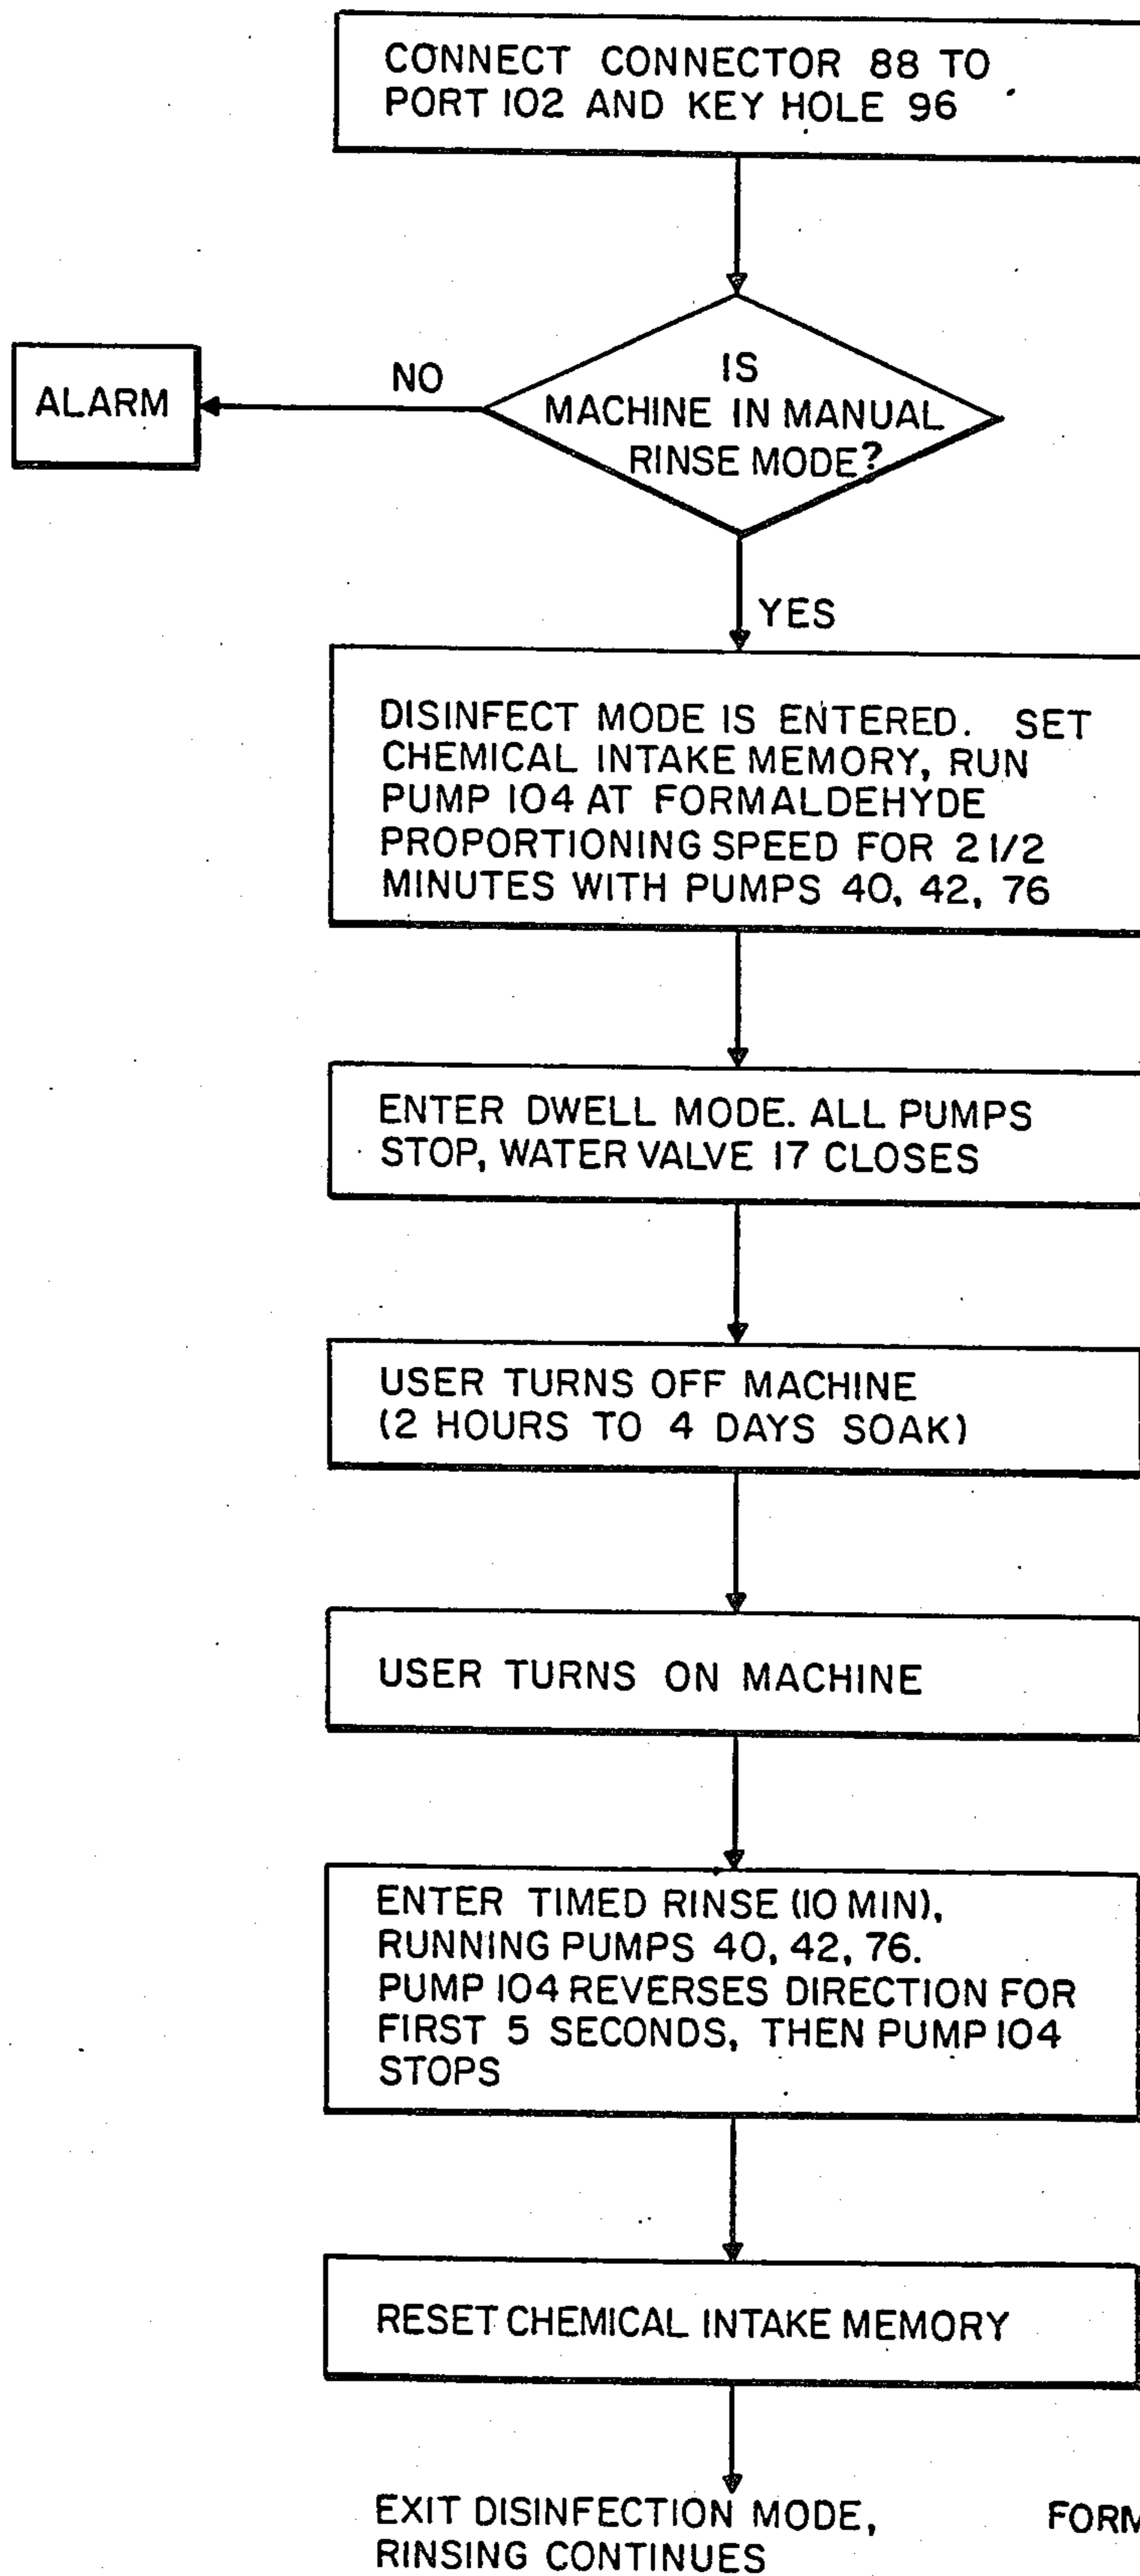 CONNECT CONNECTOR 88 TO
PORT 102 AND KEY HOLE 96
IS
MACHINE IN MANUAL
RINSE MODE?
NO
ALARM
YES
DISINFECT MODE IS ENTERED. SET
CHEMICAL INTAKE MEMORY, RUN
PUMP 104 AT FORMALDEHYDE
PROPORTIONING SPEED FOR 2 1/2
MINUTES WITH PUMPS 40, 42, 76
ENTER DWELL MODE. ALL PUMPS
STOP, WATER VALVE 17 CLOSES
USER TURNS OFF MACHINE
(2 HOURS TO 4 DAYS SOAK)
USER TURNS ON MACHINE
ENTER TIMED RINSE (10 MIN),
RUNNING PUMPS 40, 42, 76.
PUMP 104 REVERSES DIRECTION FOR
FIRST 5 SECONDS, THEN PUMP 104
STOPS
RESET CHEMICAL INTAKE MEMORY
EXIT DISINFECTION MODE,
RINSING CONTINUES
FORM